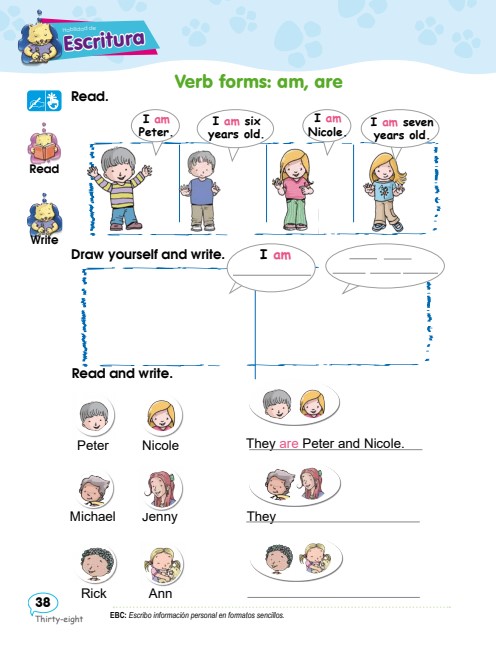 Habilidad de
Escritura
Verb forms: am, are
Read.
I am
Peter.
I am six
years old.
I am
Nicole.
I am seven
years old.
Read
Write
Draw yourself and write.
I am
Read and write.
Peter
Nicole
They are Peter and Nicole.
Michael
Jenny
They
Rick
Ann
38
Thirty-eight
EBC: Escribo información personal en formatos sencillos.